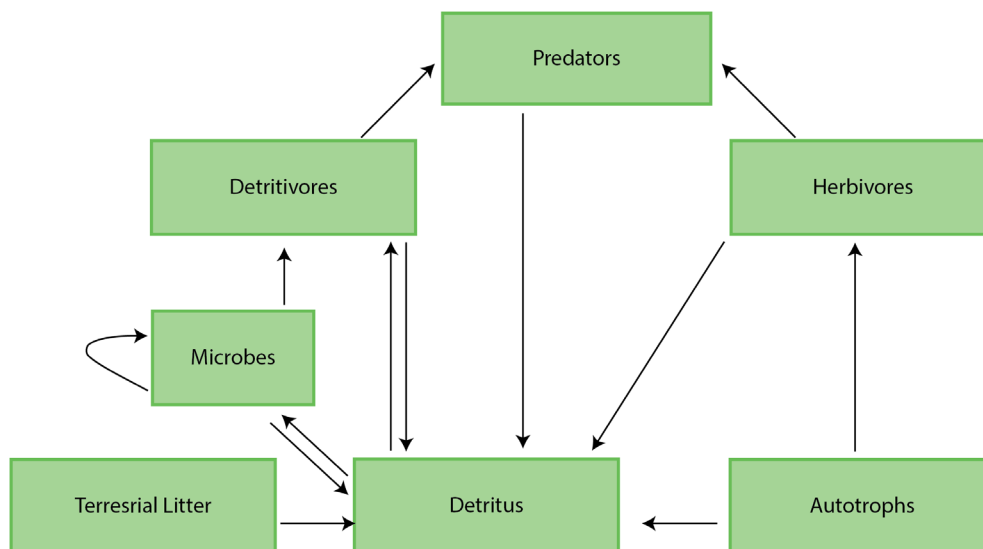 Predators
Detritivores
Herbivores
Microbes
Terresrial Litter
Detritus
Autotrophs